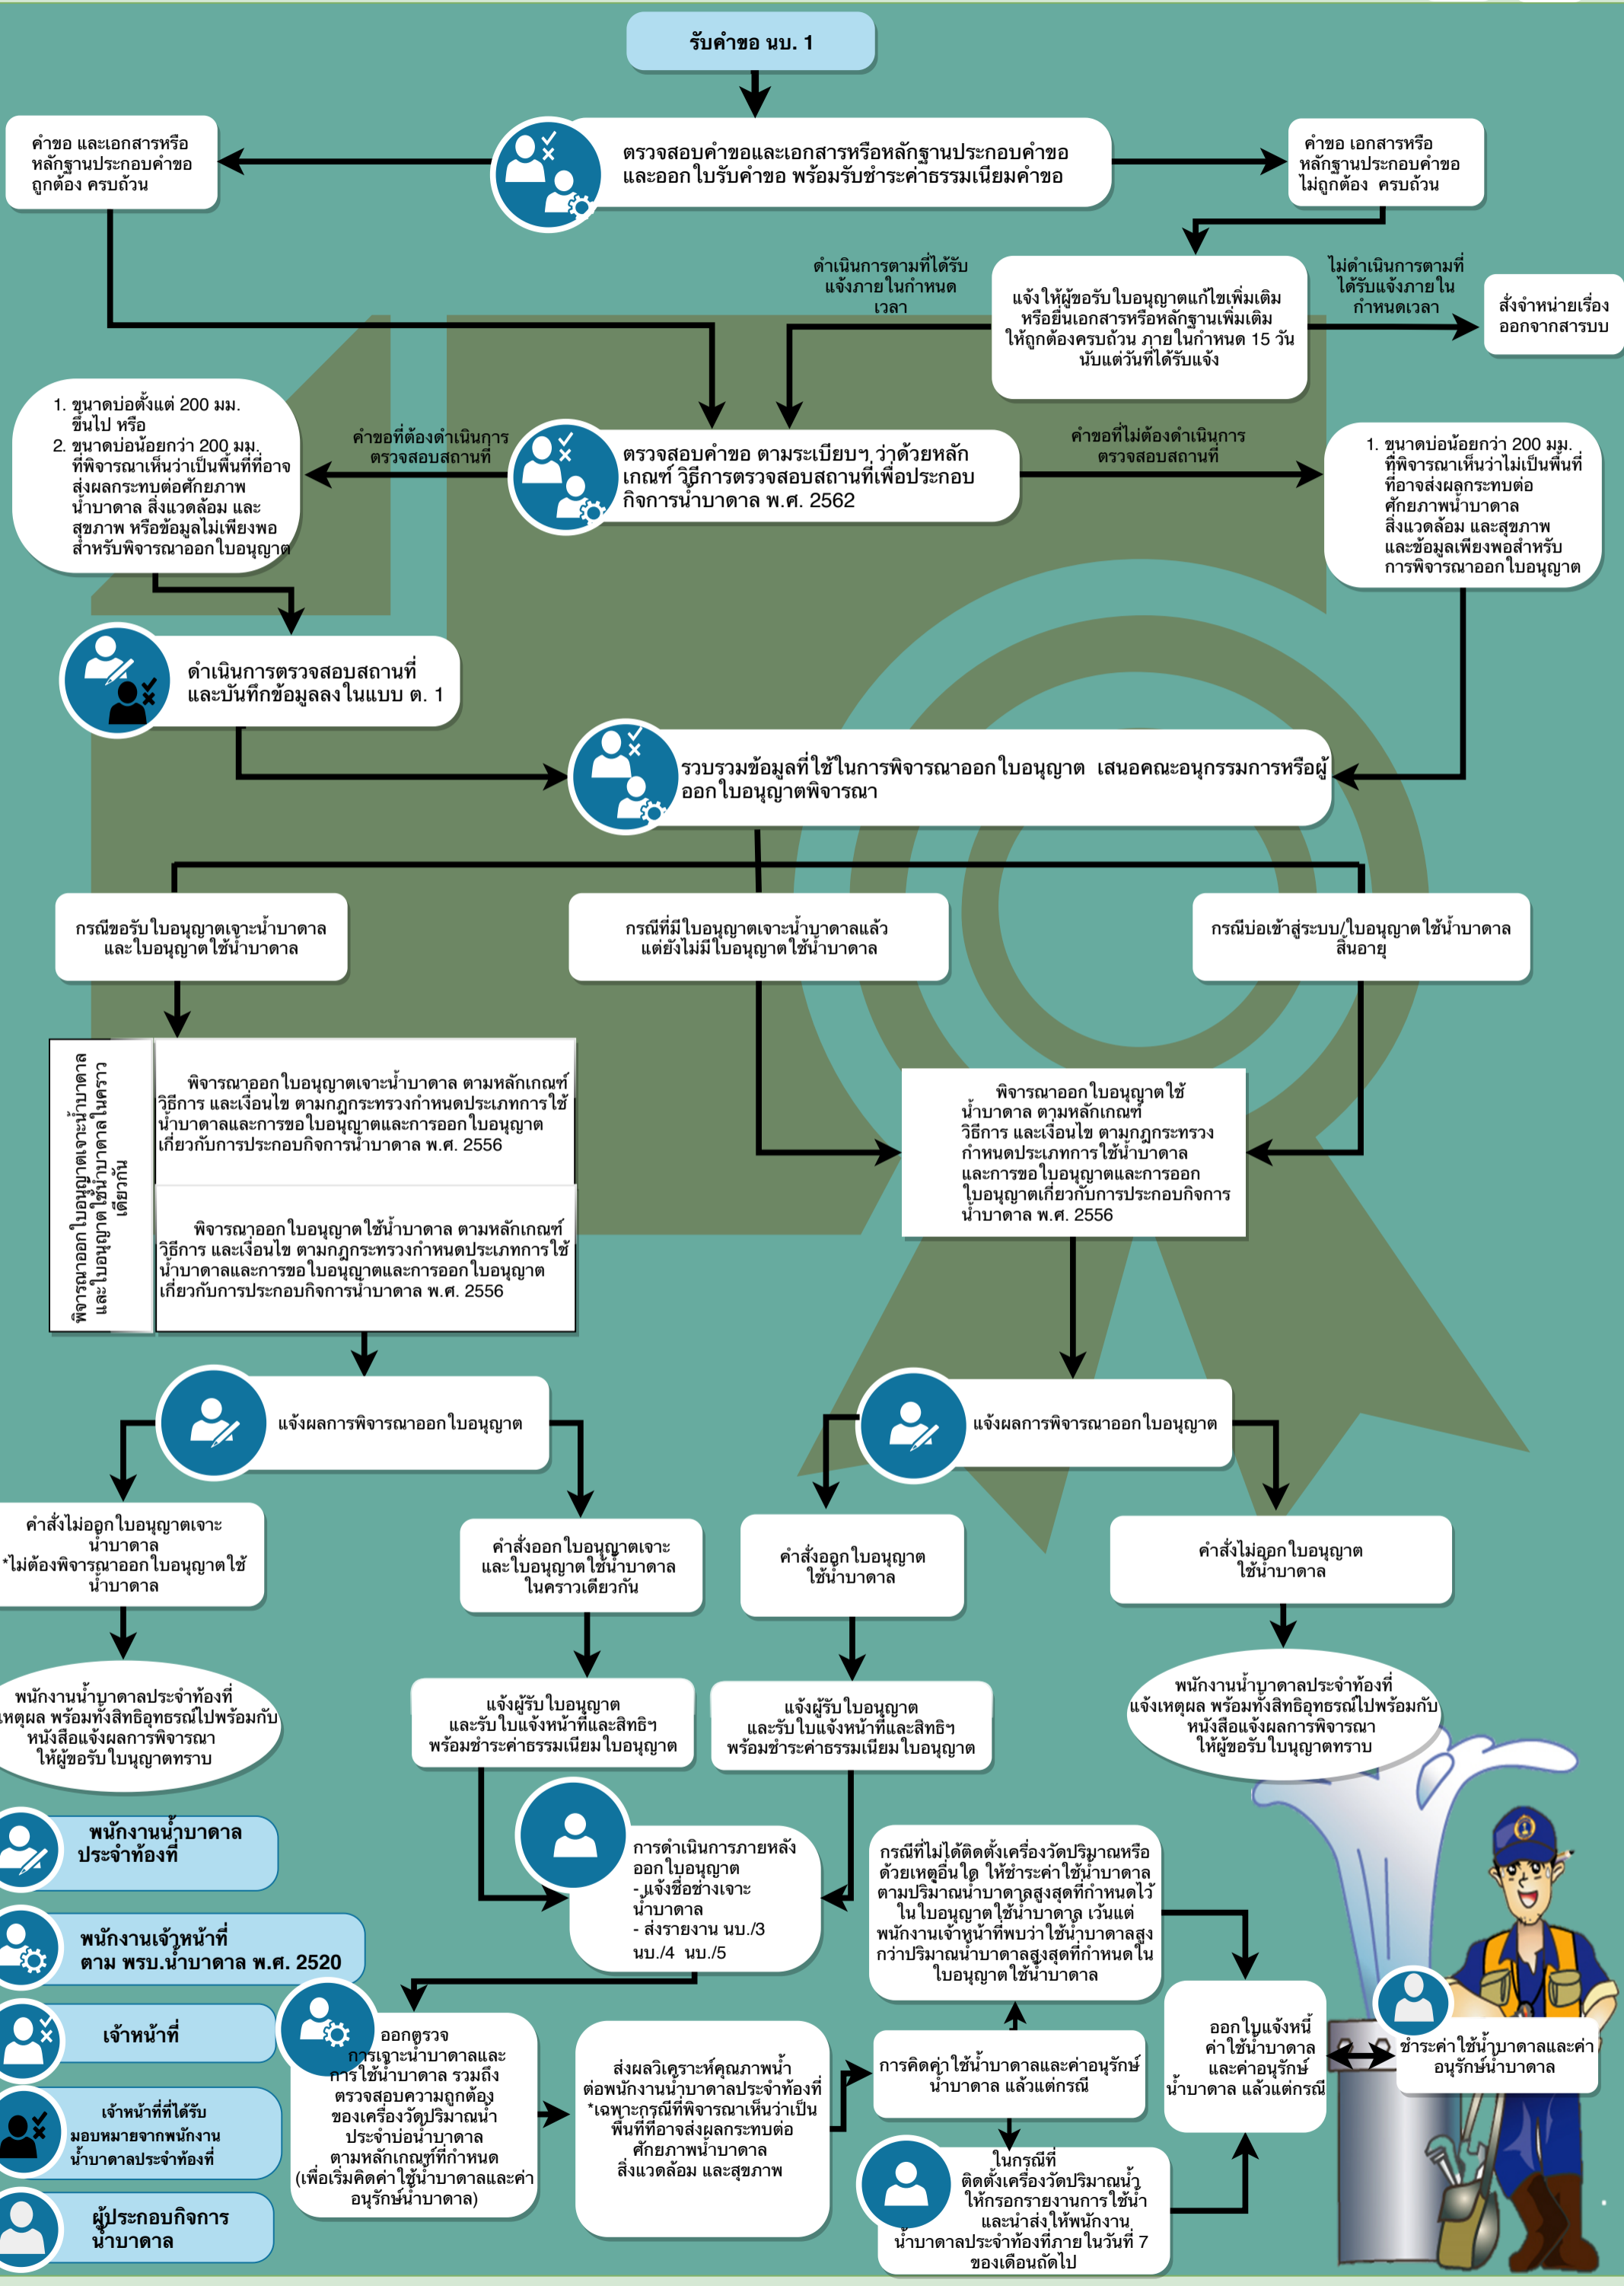 รับคำขอ นบ. 1
ตรวจสอบคำขอและเอกสารหรือหลักฐานประกอบคำขอ
และออกใบรับคำขอ พร้อมรับชำระค่าธรรมเนียมคำขอ
คำขอ และเอกสารหรือ
หลักฐานประกอบคำขอ
ถูกต้อง ครบถ้วน
คำขอ เอกสารหรือ
หลักฐานประกอบคำขอ
ไม่ถูกต้อง ครบถ้วน
ดำเนินการตามที่ได้รับ
แจ้งภายในกำหนด
เวลา
แจ้งให้ผู้ขอรับใบอนุญาตแก้ไขเพิ่มเติม
หรือยื่นเอกสารหรือหลักฐานเพิ่มเติม
ให้ถูกต้องครบถ้วน ภายในกำหนด 15 วัน
นับแต่วันที่ได้รับแจ้ง
ไม่ดำเนินการตามที่
ได้รับแจ้งภายใน
กำหนดเวลา
สั่งจำหน่ายเรื่อง
ออกจากสารบบ
1. ขนาดบ่อตั้งแต่ 200 มม.
ขึ้นไป หรือ
2. ขนาดบ่อน้อยกว่า 200 มม.
ที่พิจารณาเห็นว่าเป็นพื้นที่ที่อาจ
ส่งผลกระทบต่อศักยภาพ
น้ำบาดาล สิ่งแวดล้อม และ
สุขภาพ หรือข้อมูลไม่เพียงพอ
สำหรับพิจารณาออกใบอนุญาต
คำขอที่ต้องดำเนินการ
ตรวจสอบสถานที่
ตรวจสอบคำขอ ตามระเบียบฯ ว่าด้วยหลัก
เกณฑ์ วิธีการตรวจสอบสถานที่เพื่อประกอบ
กิจการน้ำบาดาล พ.ศ. 2562
คำขอที่ไม่ต้องดำเนินการ
ตรวจสอบสถานที่
1. ขนาดบ่อน้อยกว่า 200 มม.
ที่พิจารณาเห็นว่าไม่เป็นพื้นที่
ที่อาจส่งผลกระทบต่อ
ศักยภาพน้ำบาดาล
สิ่งแวดล้อม และสุขภาพ
และข้อมูลเพียงพอสำหรับ
การพิจารณาออกใบอนุญาต
ดำเนินการตรวจสอบสถานที่
และบันทึกข้อมูลลงในแบบ ต. 1
รวบรวมข้อมูลที่ใช้ในการพิจารณาออกใบอนุญาต เสนอคณะอนุกรรมการหรือผู้
ออกใบอนุญาตพิจารณา
กรณีขอรับใบอนุญาตเจาะน้ำบาดาล
และใบอนุญาตใช้น้ำบาดาล
กรณีที่มีใบอนุญาตเจาะน้ำบาดาลแล้ว
แต่ยังไม่มีใบอนุญาตใช้น้ำบาดาล
กรณีบ่อเข้าสู่ระบบ/ใบอนุญาตใช้น้ำบาดาล
สิ้นอายุ
พิจารณาออกใบอนุญาตเจาะน้ำบาดาล
และใบอนุญาตใช้น้ำบาดาลในคราว
เดียวกัน
พิจารณาออกใบอนุญาตเจาะน้ำบาดาล ตามหลักเกณฑ์
วิธีการ และเงื่อนไข ตามกฎกระทรวงกำหนดประเภทการใช้
น้ำบาดาลและการขอใบอนุญาตและการออกใบอนุญาต
เกี่ยวกับการประกอบกิจการน้ำบาดาล พ.ศ. 2556
พิจารณาออกใบอนุญาตใช้น้ำบาดาล ตามหลักเกณฑ์
วิธีการ และเงื่อนไข ตามกฎกระทรวงกำหนดประเภทการใช้
น้ำบาดาลและการขอใบอนุญาตและการออกใบอนุญาต
เกี่ยวกับการประกอบกิจการน้ำบาดาล พ.ศ. 2556
พิจารณาออกใบอนุญาตใช้
น้ำบาดาล ตามหลักเกณฑ์
วิธีการ และเงื่อนไข ตามกฎกระทรวง
กำหนดประเภทการใช้น้ำบาดาล
และการขอใบอนุญาตและการออก
ใบอนุญาตเกี่ยวกับการประกอบกิจการ
น้ำบาดาล พ.ศ. 2556
แจ้งผลการพิจารณาออกใบอนุญาต
แจ้งผลการพิจารณาออกใบอนุญาต
คำสั่งไม่ออกใบอนุญาตเจาะ
น้ำบาดาล
*ไม่ต้องพิจารณาออกใบอนุญาตใช้
น้ำบาดาล
คำสั่งออกใบอนุญาตเจาะ
และใบอนุญาตใช้น้ำบาดาล
ในคราวเดียวกัน
คำสั่งออกใบอนุญาต
ใช้น้ำบาดาล
คำสั่งไม่ออกใบอนุญาต
ใช้น้ำบาดาล
พนักงานน้ำบาดาลประจำท้องที่
เหตุผล พร้อมทั้งสิทธิอุทธรณ์ไปพร้อมกับ
หนังสือแจ้งผลการพิจารณา
ให้ผู้ขอรับใบนุญาตทราบ
แจ้งผู้รับใบอนุญาต
และรับใบแจ้งหน้าที่และสิทธิฯ
พร้อมชำระค่าธรรมเนียมใบอนุญาต
แจ้งผู้รับใบอนุญาต
และรับใบแจ้งหน้าที่และสิทธิฯ
พร้อมชำระค่าธรรมเนียมใบอนุญาต
พนักงานน้ำบาดาลประจำท้องที่
แจ้งเหตุผล พร้อมทั้งสิทธิอุทธรณ์ไปพร้อมกับ
หนังสือแจ้งผลการพิจารณา
ให้ผู้ขอรับใบนุญาตทราบ
การดำเนินการภายหลัง
ออกใบอนุญาต
- แจ้งชื่อช่างเจาะ
น้ำบาดาล
- ส่งรายงาน นบ./3
นบ./4 นบ./5
กรณีที่ไม่ได้ติดตั้งเครื่องวัดปริมาณหรือ
ด้วยเหตุอื่นใด ให้ชำระค่าใช้น้ำบาดาล
ตามปริมาณน้ำบาดาลสูงสุดที่กำหนดไว้
ในใบอนุญาตใช้น้ำบาดาล เว้นแต่
พนักงานเจ้าหน้าที่พบว่าใช้น้ำบาดาลสูง
กว่าปริมาณน้ำบาดาลสูงสุดที่กำหนดใน
ใบอนุญาตใช้น้ำบาดาล
พนักงานน้ำบาดาล
ประจำท้องที่
พนักงานเจ้าหน้าที่
ตาม พรบ.น้ำบาดาล พ.ศ. 2520
เจ้าหน้าที่
เจ้าหน้าที่ที่ได้รับ
มอบหมายจากพนักงาน
น้ำบาดาลประจำท้องที่
ผู้ประกอบกิจการ
น้ำบาดาล
ออกตรวจ
การเจาะน้ำบาดาลและ
การใช้น้ำบาดาล รวมถึง
ตรวจสอบความถูกต้อง
ของเครื่องวัดปริมาณน้ำ
ประจำบ่อน้ำบาดาล
ตามหลักเกณฑ์ที่กำหนด
(เพื่อเริ่มคิดค่าใช้น้ำบาดาลและค่า
อนุรักษ์น้ำบาดาล)
ส่งผลวิเคราะห์คุณภาพน้ำ
ต่อพนักงานน้ำบาดาลประจำท้องที่
*เฉพาะกรณีที่พิจารณาเห็นว่าเป็น
พื้นที่ที่อาจส่งผลกระทบต่อ
ศักยภาพน้ำบาดาล
สิ่งแวดล้อม และสุขภาพ
การคิดค่าใช้น้ำบาดาลและค่าอนุรักษ์
น้ำบาดาล แล้วแต่กรณี
ในกรณีที่
ติดตั้งเครื่องวัดปริมาณน้ำ
ให้กรอกรายงานการใช้น้ำ
และนำส่งให้พนักงาน
น้ำบาดาลประจำท้องที่ภายในวันที่ 7
ของเดือนถัดไป
ออกใบแจ้งหนี้
ค่าใช้น้ำบาดาล
และค่าอนุรักษ์
น้ำบาดาล แล้วแต่กรณี
ชำระค่าใช้น้ำบาดาลและค่า
อนุรักษ์น้ำบาดาล